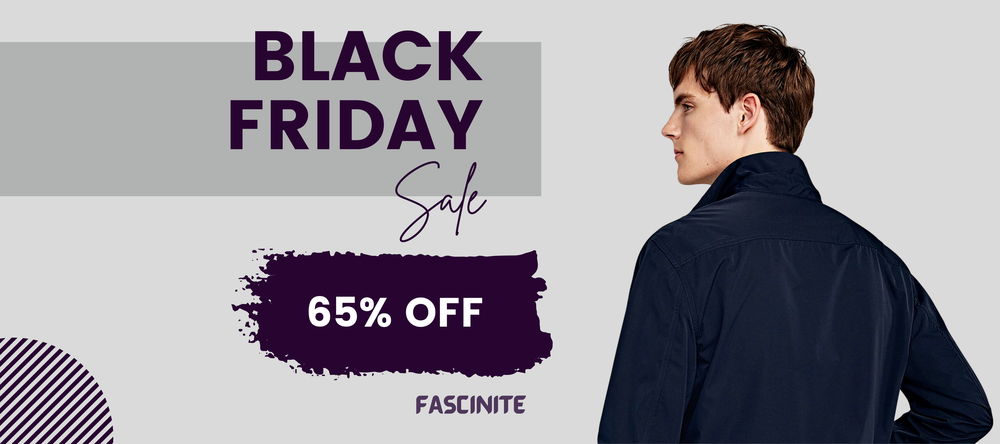 BLACK
FRIDAY
Sale
65% OFF
FASCINITE